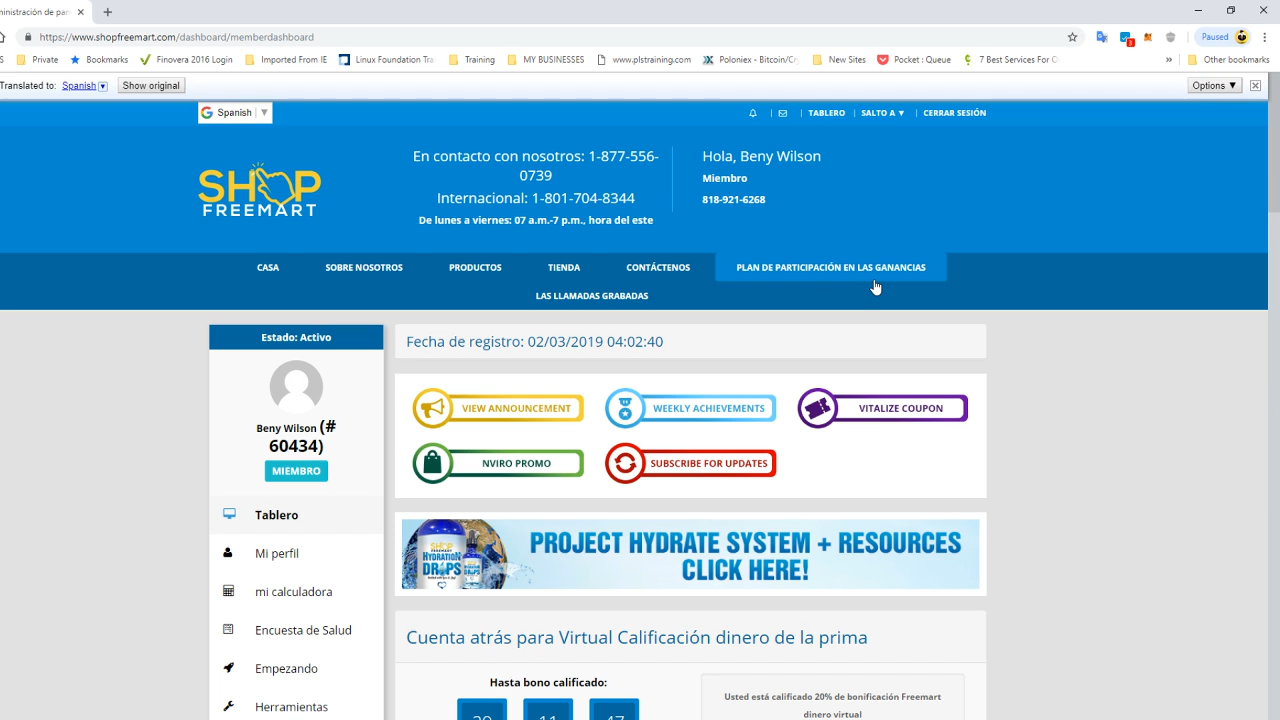 ministración de par
https://www.shopfreemart.com/dashboard/memberdashboard
3
Paused
Private
Bookmarks
Finovera 2016 Login
Imported From IE
Linux Foundation Tra
Training
MY BUSINESSES
www.plstraining.com
Poloniex - Bitcoin/Cr
New Sites
Pocket : Queue
7 Best Services For
»
Other bookmarks
Translated to: Spanish
Show original
Options ▼
Spanish ▼
TABLERO
SALTO A ▼
CERRAR SESIÓN
SHOP
FREEMART
En contacto con nosotros: 1-877-556-
0739
Internacional: 1-801-704-8344
De lunes a viernes: 07 a.m.-7 p.m., hora del este
Hola, Beny Wilson
Miembro
818-921-6268
CASA
SOBRE NOSOTROS
PRODUCTOS
TIENDA
CONTÁCTENOS
PLAN DE PARTICIPACIÓN EN LAS GANANCIAS
LAS LLAMADAS GRABADAS
Estado: Activo
Beny Wilson (#
60434)
MIEMBRO
Tablero
Mi perfil
mi calculadora
Encuesta de Salud
Empezando
Herramientas
Fecha de registro: 02/03/2019 04:02:40
VIEW ANNOUNCEMENT
WEEKLY ACHIEVEMENTS
VITALIZE COUPON
NVIRO PROMO
SUBSCRIBE FOR UPDATES
SHOP
FREEMART
HYDRATION
DROPS
PROJECT HYDRATE SYSTEM + RESOURCES
CLICK HERE!
Cuenta atrás para Virtual Calificación dinero de la prima
Hasta bono calificado:
Usted está calificado 20% de bonificación Freemart
dinero virtual